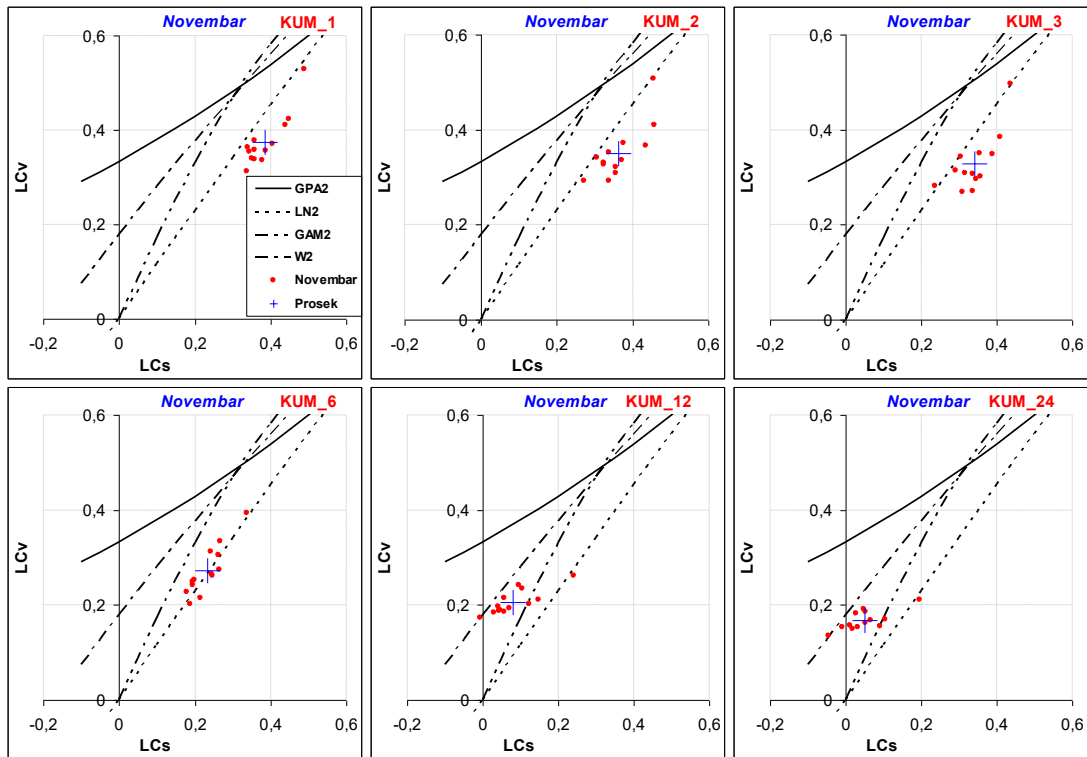 Novembar KUM_1
0,6
0,4
LCv
0,2
0
-0,2 0 0,2 0,4 0,6
LCs
GPA2
LN2
GAM2
W2
Novembar
Prosek
Novembar KUM_2
0,6
0,4
LCv
0,2
0
-0,2 0 0,2 0,4 0,6
LCs
Novembar KUM_3
0,6
0,4
LCv
0,2
0
-0,2 0 0,2 0,4 0,6
LCs
Novembar KUM_6
0,6
0,4
LCv
0,2
0
-0,2 0 0,2 0,4 0,6
LCs
Novembar KUM_12
0,6
0,4
LCv
0,2
0
-0,2 0 0,2 0,4 0,6
LCs
Novembar KUM_24
0,6
0,4
LCv
0,2
0
-0,2 0 0,2 0,4 0,6
LCs